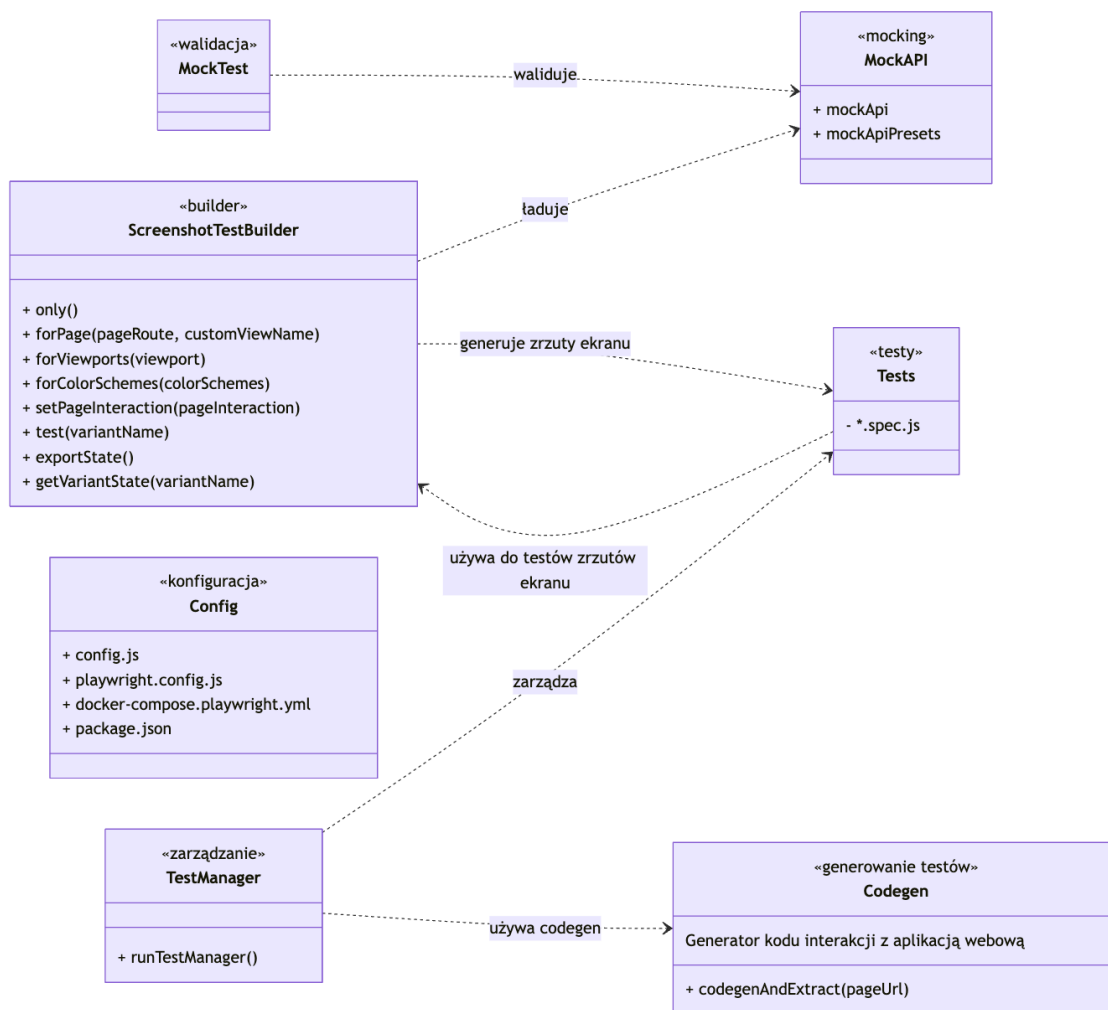 «walidacja»
MockTest
waliduje
«mocking»
MockAPI
+ mockApi
+ mockApiPresets
ładuje
«builder»
ScreenshotTestBuilder
+ only()
+ forPage(pageRoute, customViewName)
+ forViewports(viewport)
+ forColorSchemes(colorSchemes)
+ setPageInteraction(pageInteraction)
+ test(variantName)
+ exportState()
+ getVariantState(variantName)
generuje zrzuty ekranu
«testy»
Tests
- *.spec.js
używa do testów zrzutów
ekranu
«konfiguracja»
Config
+ config.js
+ playwright.config.js
+ docker-compose.playwright.yml
+ package.json
zarządza
«zarządzanie»
TestManager
+ runTestManager()
używa codegen
«generowanie testów»
Codegen
Generator kodu interakcji z aplikacją webową
+ codegenAndExtract(pageUrl)